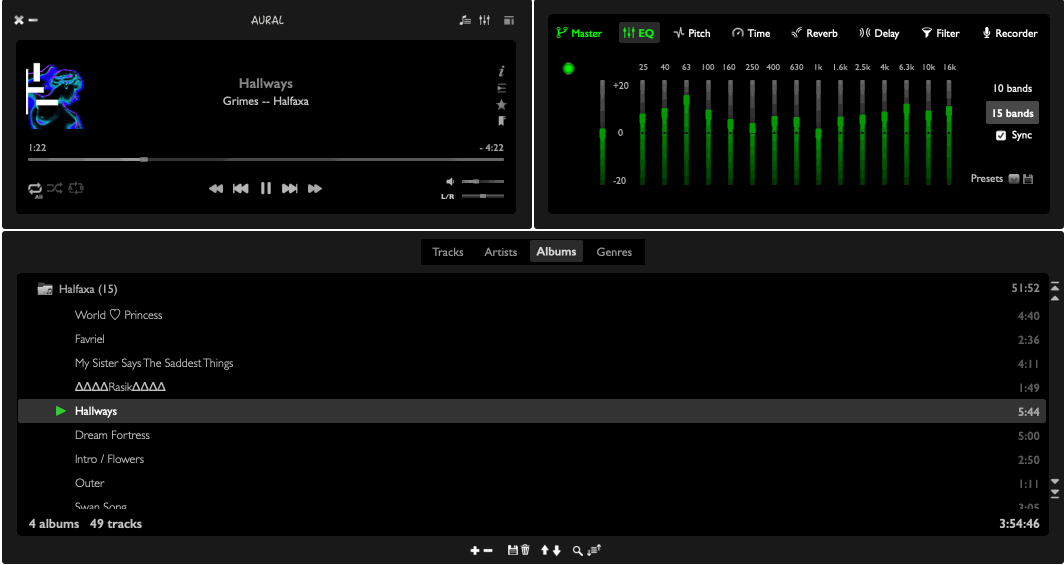 AURAL
Hallways
Grimes -- Halfaxa
i
1:22 - 4:22
All
L/R
Master EQ Pitch Time Reverb Delay Filter Recorder
25 40 63 100 160 250 400 630 1k 1.6k 2.5k 4k 6.3k 10k 16k
+20
0
-20
10 bands
15 bands
Sync
Presets
Tracks Artists Albums Genres
Halfaxa (15) 51:52
World ♡ Princess 4:40
Favriel 2:36
My Sister Says The Saddest Things 4:11
ΔΔΔΔRasikΔΔΔΔ 1:49
Hallways 5:44
Dream Fortress 5:00
Intro / Flowers 2:50
Outer 1:11
Swan Song 3:05
4 albums 49 tracks 3:54:46